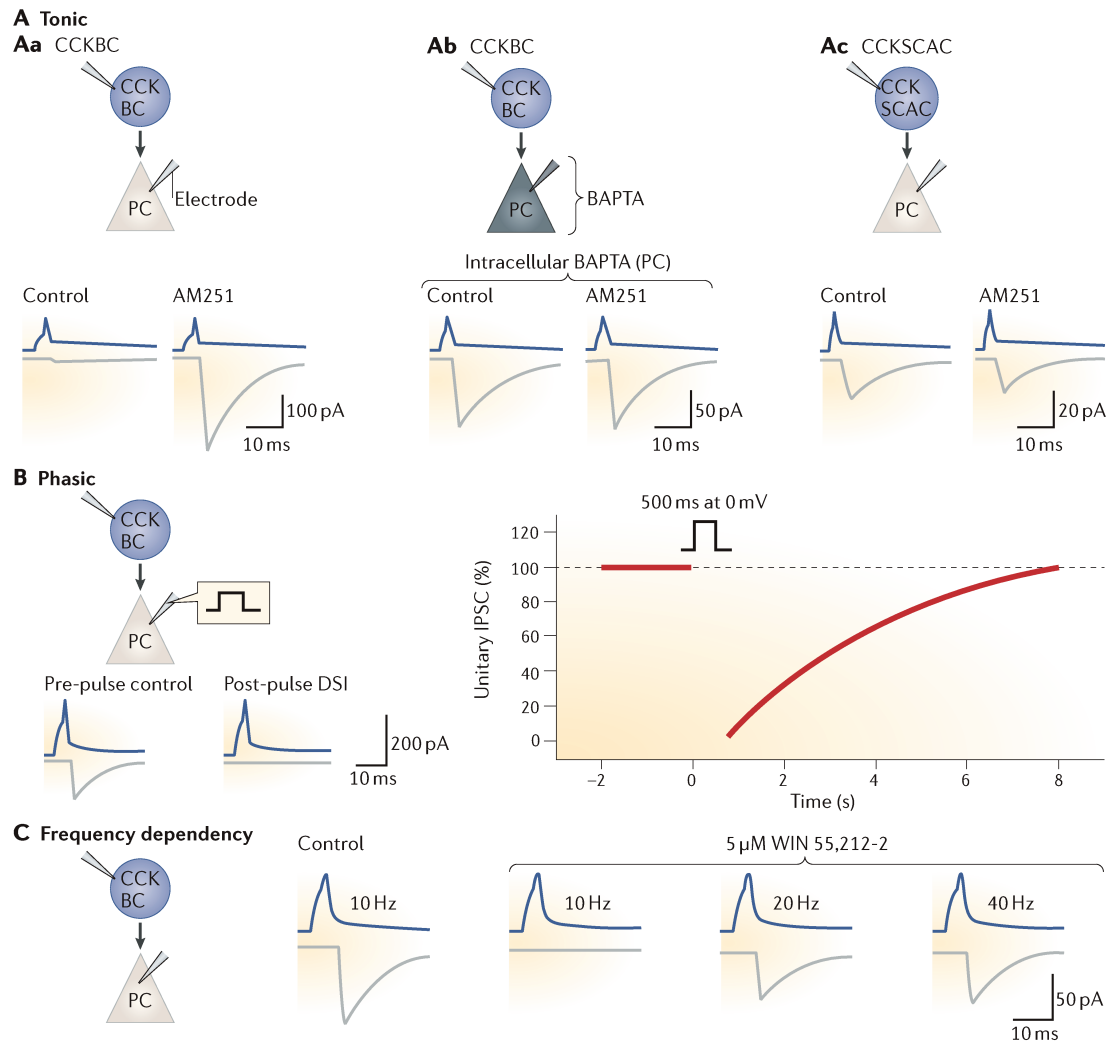 A Tonic
Aa CCKBC
CCK
BC
PC
Electrode
Control
AM251
100 pA
10 ms
Ab CCKBC
CCK
BC
PC
BAPTA
Intracellular BAPTA (PC)
Control
AM251
50 pA
10 ms
Ac CCKSCAC
CCK
SCAC
PC
Control
AM251
20 pA
10 ms
B Phasic
CCK
BC
PC
Pre-pulse control
Post-pulse DSI
200 pA
10 ms
500 ms at 0 mV
Unitary IPSC (%)
120
100
80
60
40
20
0
–2
0
2
4
6
8
Time (s)
C Frequency dependency
CCK
BC
PC
Control
10 Hz
5 µM WIN 55,212-2
10 Hz
20 Hz
40 Hz
50 pA
10 ms